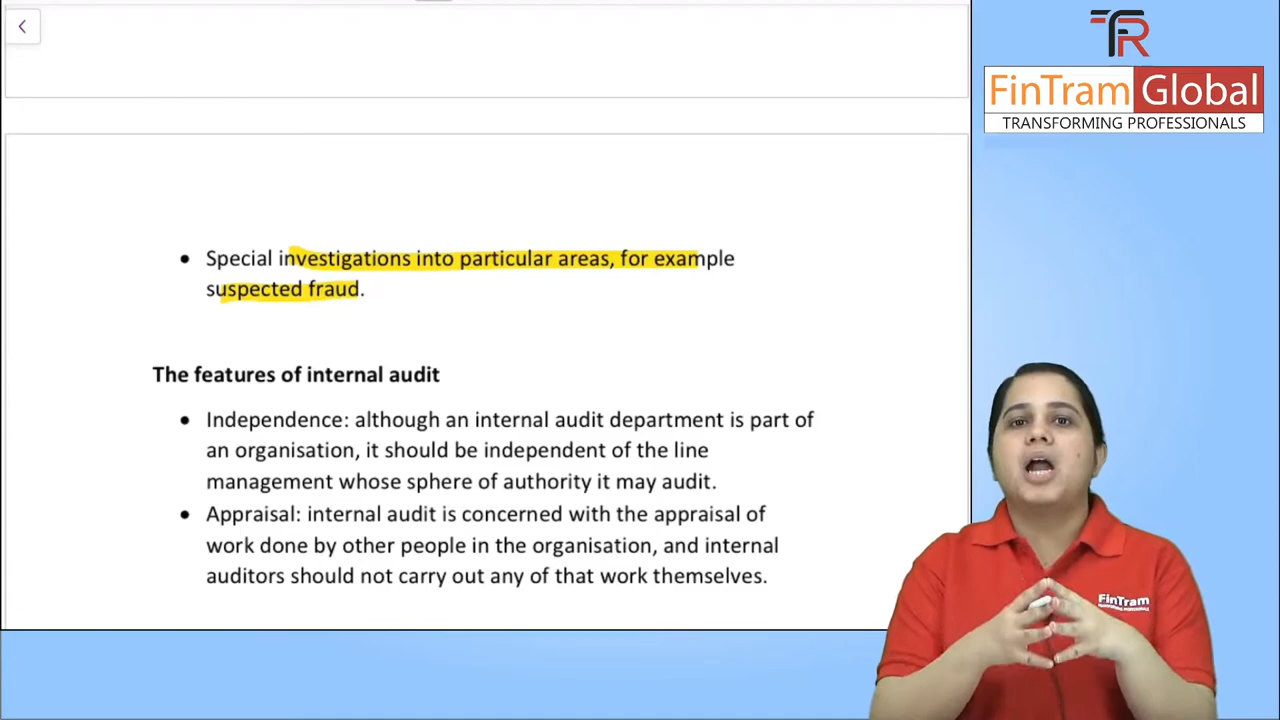 FinTram Global
TRANSFORMING PROFESSIONALS
• Special investigations into particular areas, for example
suspected fraud.
The features of internal audit
• Independence: although an internal audit department is part of
an organisation, it should be independent of the line
management whose sphere of authority it may audit.
• Appraisal: internal audit is concerned with the appraisal of
work done by other people in the organisation, and internal
auditors should not carry out any of that work themselves.
FinTram
TRANSFORMING PROFESSIONALS